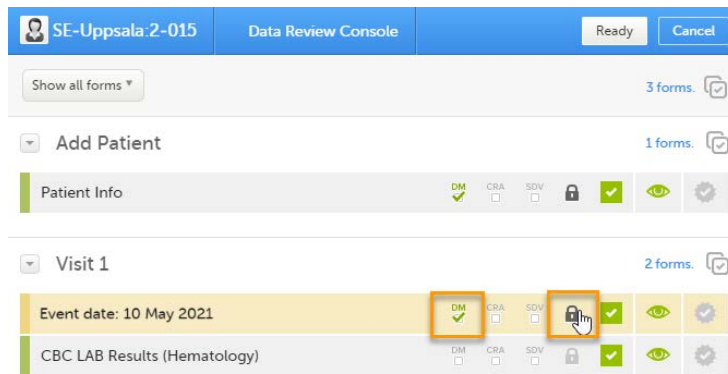 SE-Uppsala:2-015 Data Review Console Ready Cancel
Show all forms 3 forms.
Add Patient 1 forms.
Patient Info DM CRA SDV
Visit 1 2 forms.
Event date: 10 May 2021 DM CRA SDV
CBC LAB Results (Hematology) DM CRA SDV